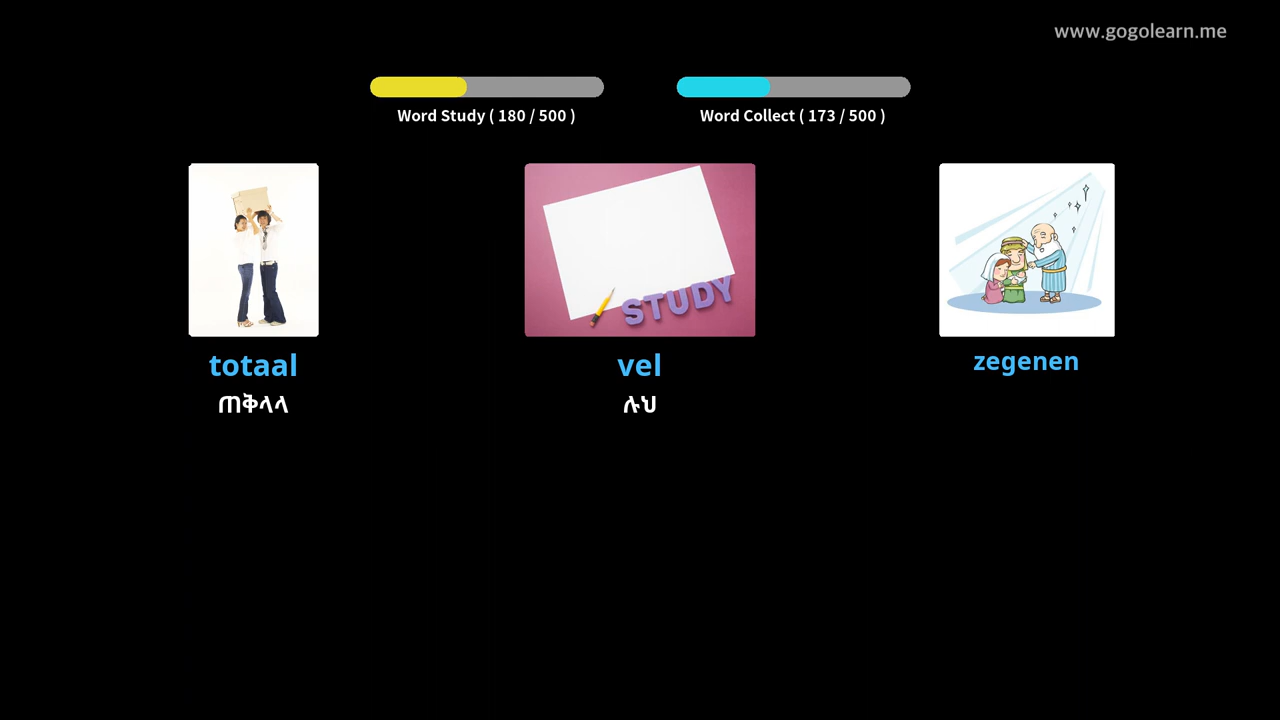 www.gogolearn.me
Word Study ( 180 / 500 )
Word Collect ( 173 / 500 )
STUDY
totaal
vel
zegenen
ጠቅላላ
ሉህ